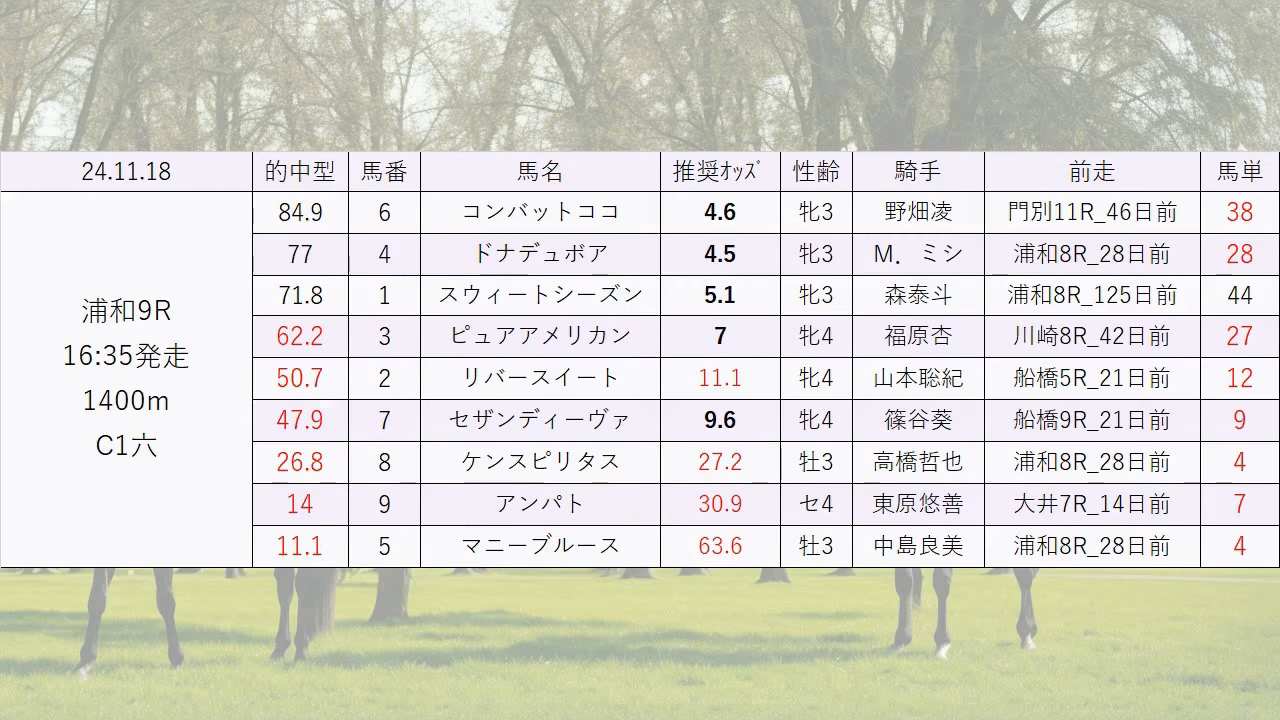 24.11.18 的中型 馬番 馬名 推奨ｵｯｽﾞ 性齢 騎手 前走 馬単
浦和9R
16:35発走
1400m
C1六
84.9 6 コンバットココ 4.6 牝3 野畑凌 門別11R_46日前 38
77 4 ドナデュボア 4.5 牝3 M．ミシ 浦和8R_28日前 28
71.8 1 スウィートシーズン 5.1 牝3 森泰斗 浦和8R_125日前 44
62.2 3 ピュアアメリカン 7 牝4 福原杏 川崎8R_42日前 27
50.7 2 リバースイート 11.1 牝4 山本聡紀 船橋5R_21日前 12
47.9 7 セザンディーヴァ 9.6 牝4 篠谷葵 船橋9R_21日前 9
26.8 8 ケンスピリタス 27.2 牡3 高橋哲也 浦和8R_28日前 4
14 9 アンパト 30.9 セ4 東原悠善 大井7R_14日前 7
11.1 5 マニーブルース 63.6 牡3 中島良美 浦和8R_28日前 4